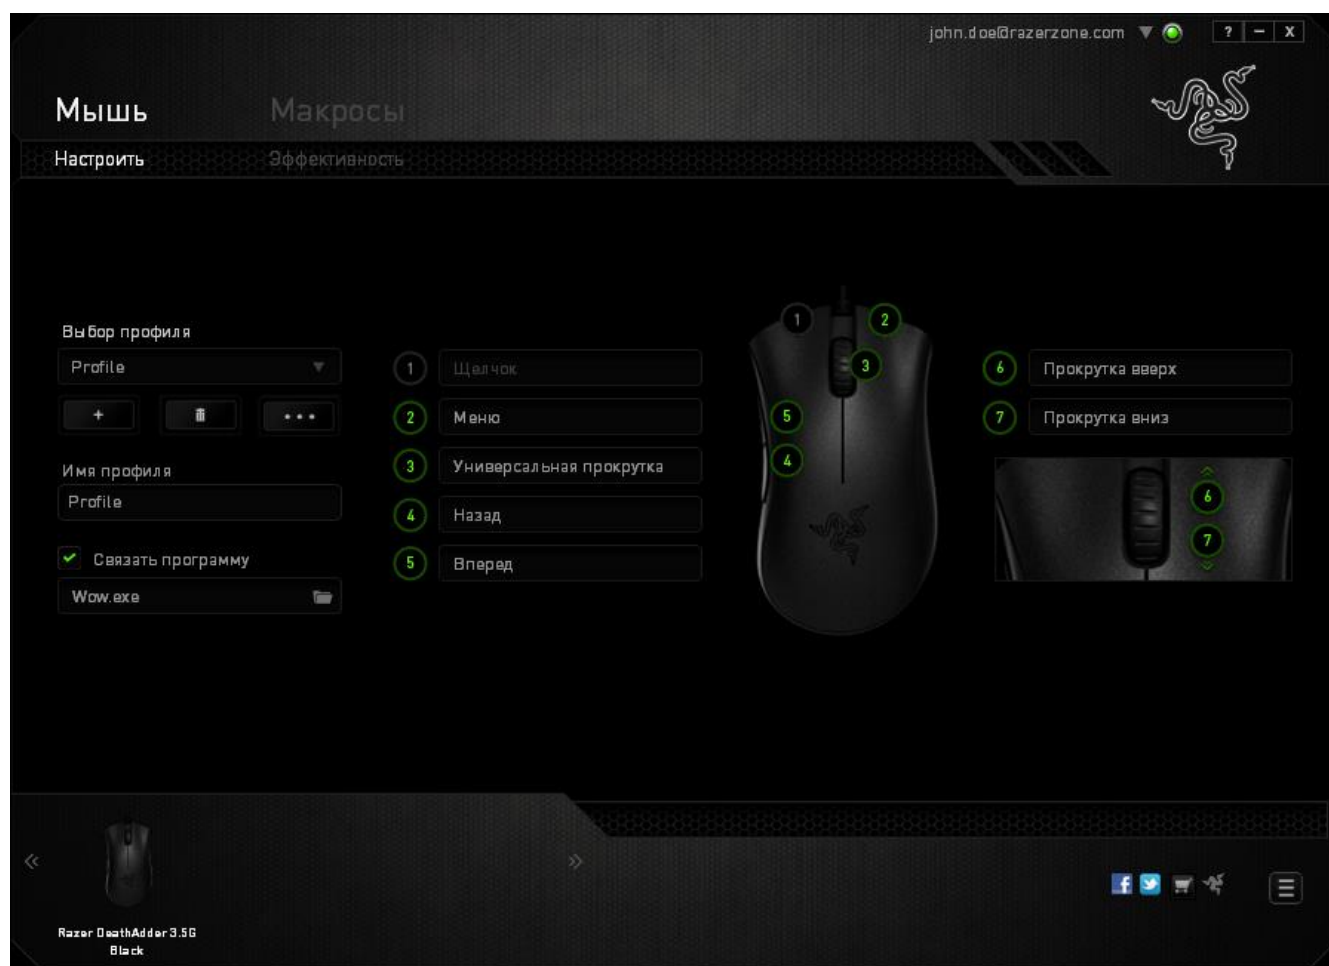 john.doe@razerzone.com
? – X
Мышь
Макросы
Настроить
Эффективность
Выбор профиля
Profile
+
Имя профиля
Profile
Связать программу
Wow.exe
1 Щелчок
2 Меню
3 Универсальная прокрутка
4 Назад
5 Вперед
1
2
3
5
4
6 Прокрутка вверх
7 Прокрутка вниз
6
7
Razer DeathAdder 3.5G
Black